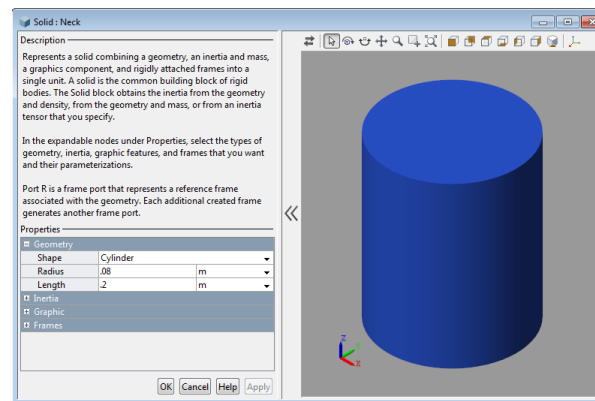 Solid : Neck
Description
Represents a solid combining a geometry, an inertia and mass,
a graphics component, and rigidly attached frames into a
single unit. A solid is the common building block of rigid
bodies. The Solid block obtains the inertia from the geometry
and density, from the geometry and mass, or from an inertia
tensor that you specify.
In the expandable nodes under Properties, select the types of
geometry, inertia, graphic features, and frames that you want
and their parameterizations.
Port R is a frame port that represents a reference frame
associated with the geometry. Each additional created frame
generates another frame port.
Properties
Geometry
Shape Cylinder
Radius .08 m
Length .2 m
Inertia
Graphic
Frames
OK Cancel Help Apply
z
y
x